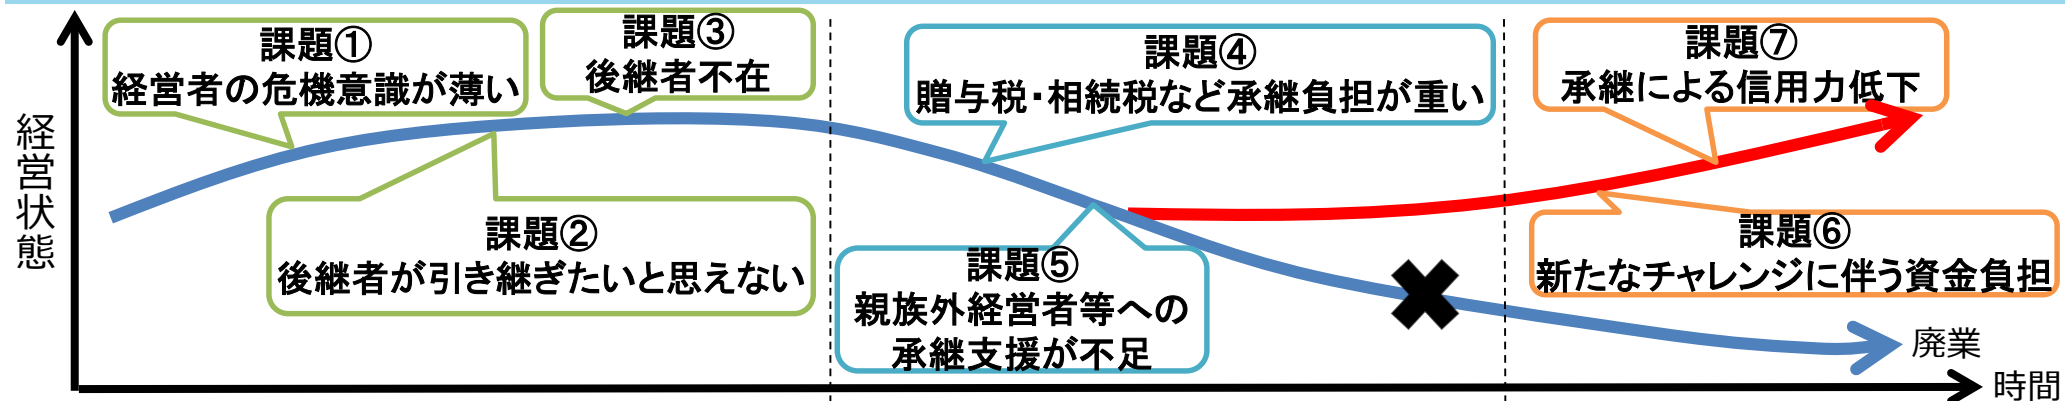 経営状態
課題①
経営者の危機意識が薄い
課題②
後継者が引き継ぎたいと思えない
課題③
後継者不在
課題④
贈与税・相続税など承継負担が重い
課題⑤
親族外経営者等への
承継支援が不足
課題⑦
承継による信用力低下
課題⑥
新たなチャレンジに伴う資金負担
廃業
時間